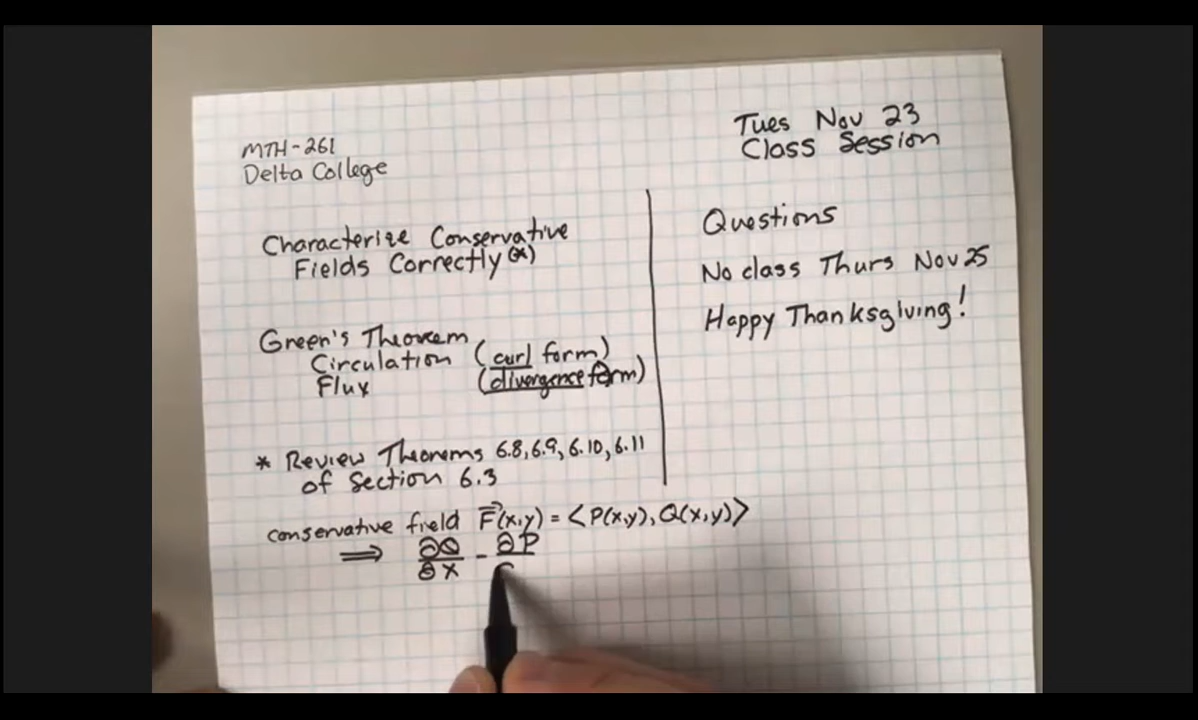 MTH-261
Delta College
Tues Nov 23
Class Session
Characterize Conservative
Fields Correctly (*)
Green's Theorem
Circulation (curl form)
Flux (divergence form)
Questions
No class Thurs Nov 25
Happy Thanksgiving!
* Review Theorems 6.8, 6.9, 6.10, 6.11
of Section 6.3
conservative field F⃗(x,y) = <P(x,y), Q(x,y)>
⟹ ∂Q/∂x - ∂P/